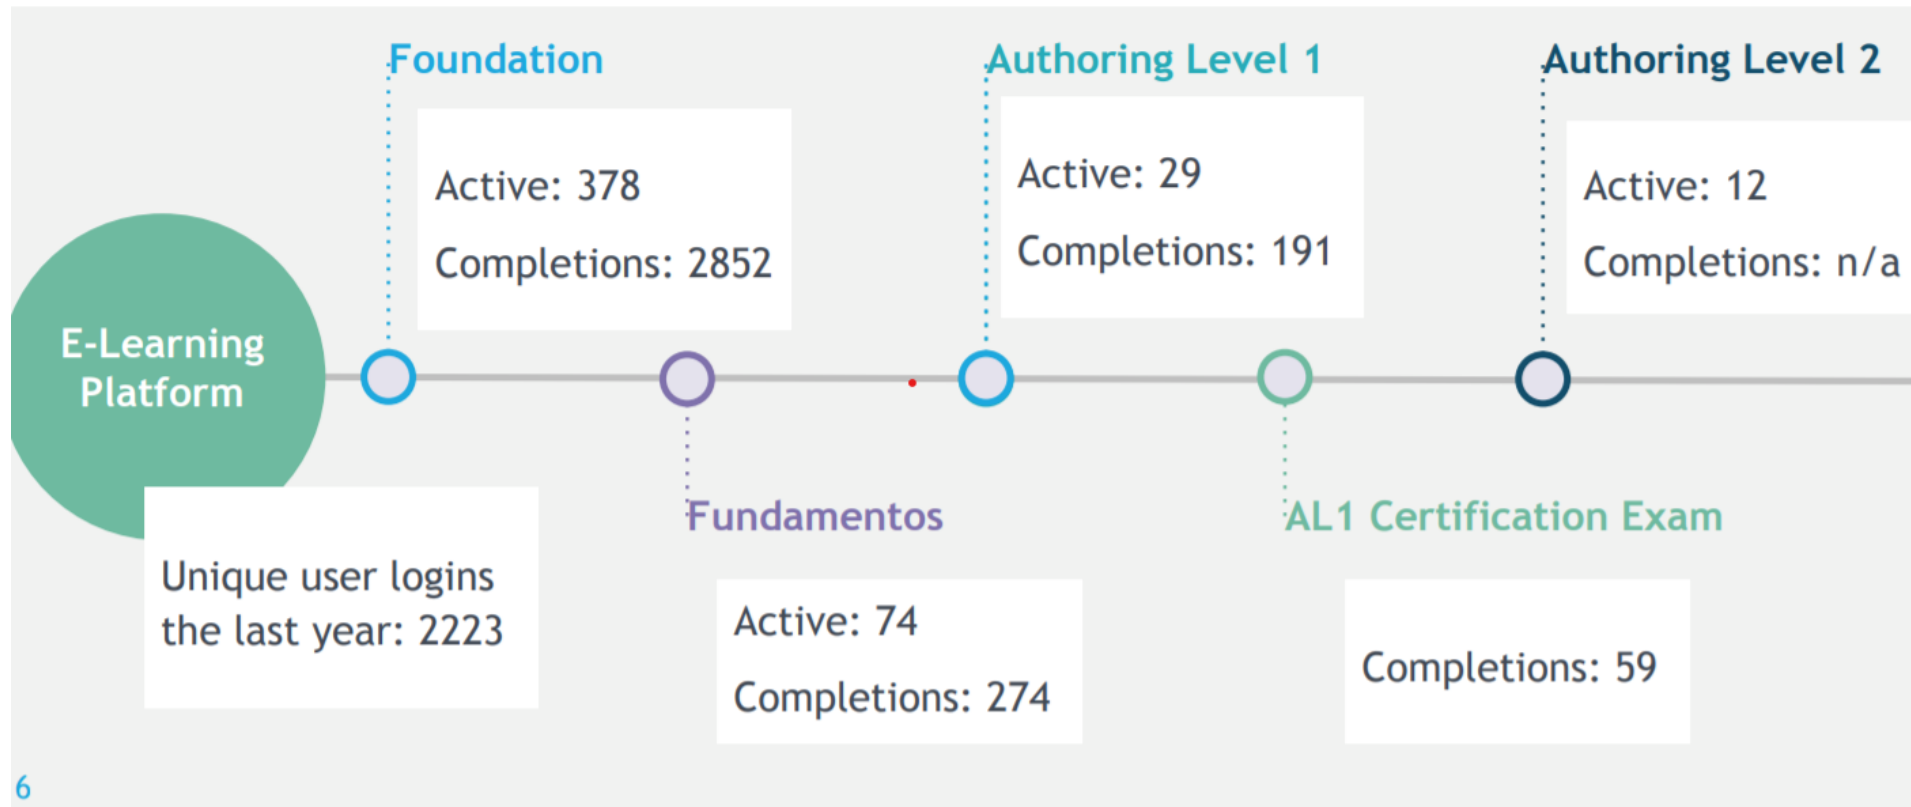 Foundation
Active: 378
Completions: 2852
Authoring Level 1
Active: 29
Completions: 191
Authoring Level 2
Active: 12
Completions: n/a
E-Learning
Platform
Unique user logins
the last year: 2223
Fundamentos
Active: 74
Completions: 274
AL1 Certification Exam
Completions: 59
6